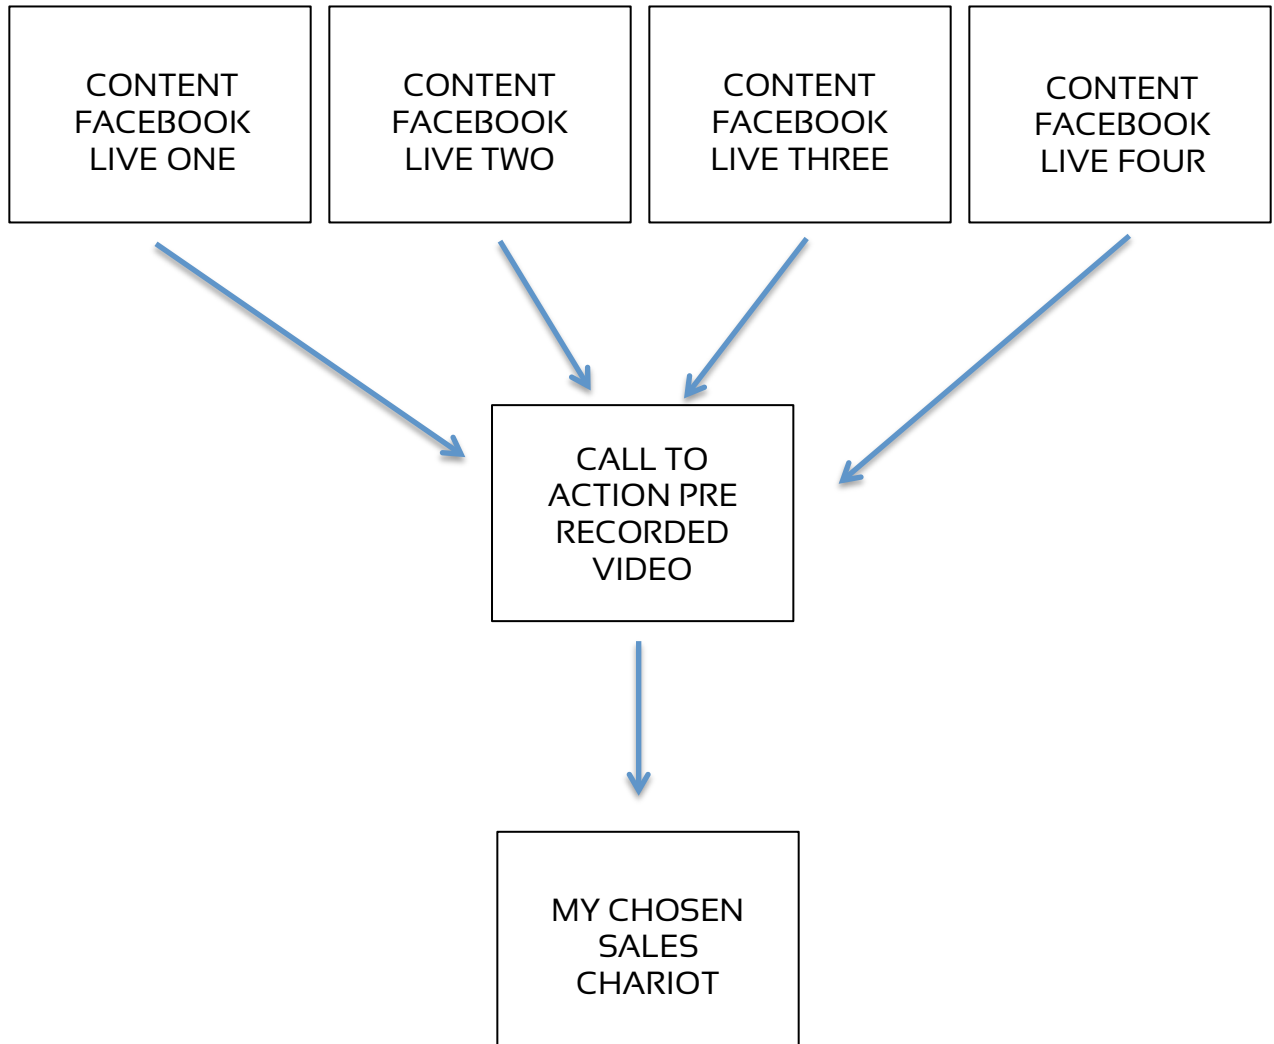 CONTENT
FACEBOOK
LIVE ONE
CONTENT
FACEBOOK
LIVE TWO
CONTENT
FACEBOOK
LIVE THREE
CONTENT
FACEBOOK
LIVE FOUR
CALL TO
ACTION PRE
RECORDED
VIDEO
MY CHOSEN
SALES
CHARIOT